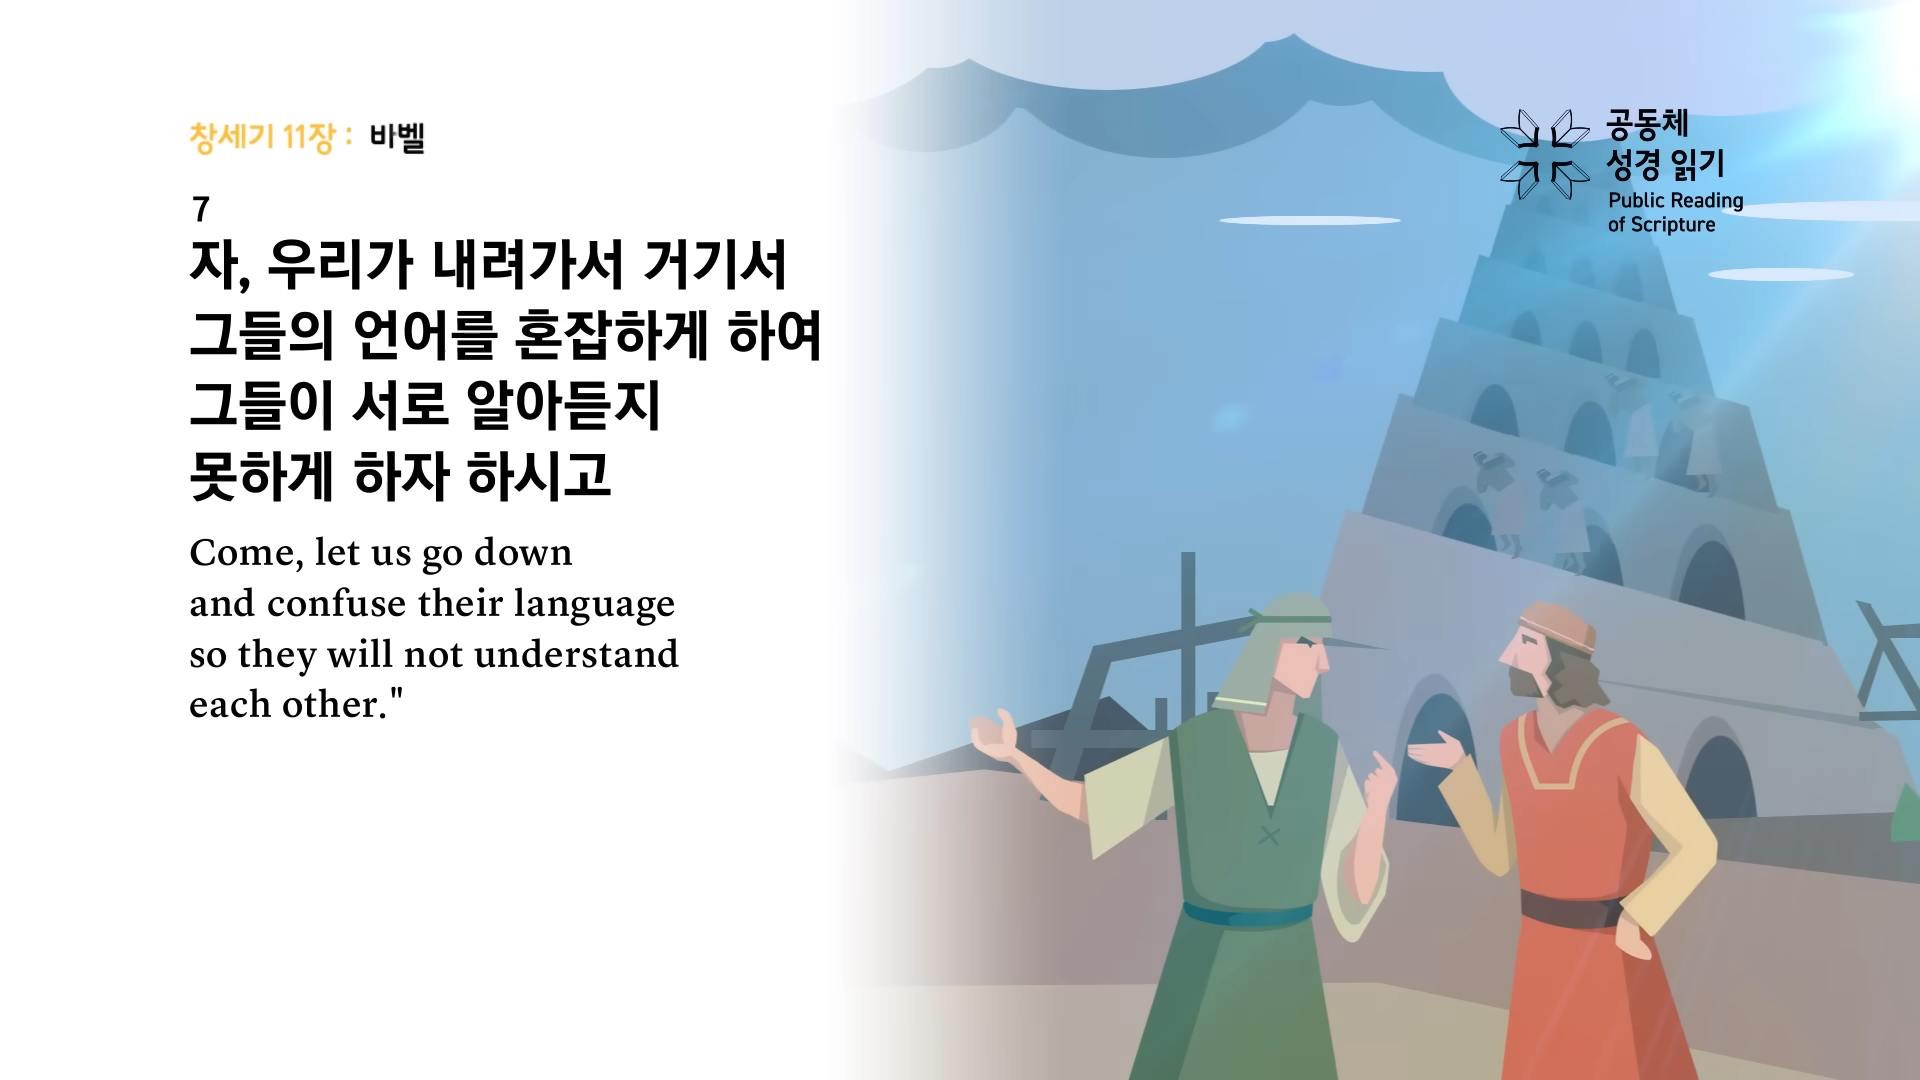 창세기 11장 : 바벨
7
자, 우리가 내려가서 거기서
그들의 언어를 혼잡하게 하여
그들이 서로 알아듣지
못하게 하자 하시고
Come, let us go down
and confuse their language
so they will not understand
each other."
공동체
성경 읽기
Public Reading
of Scripture